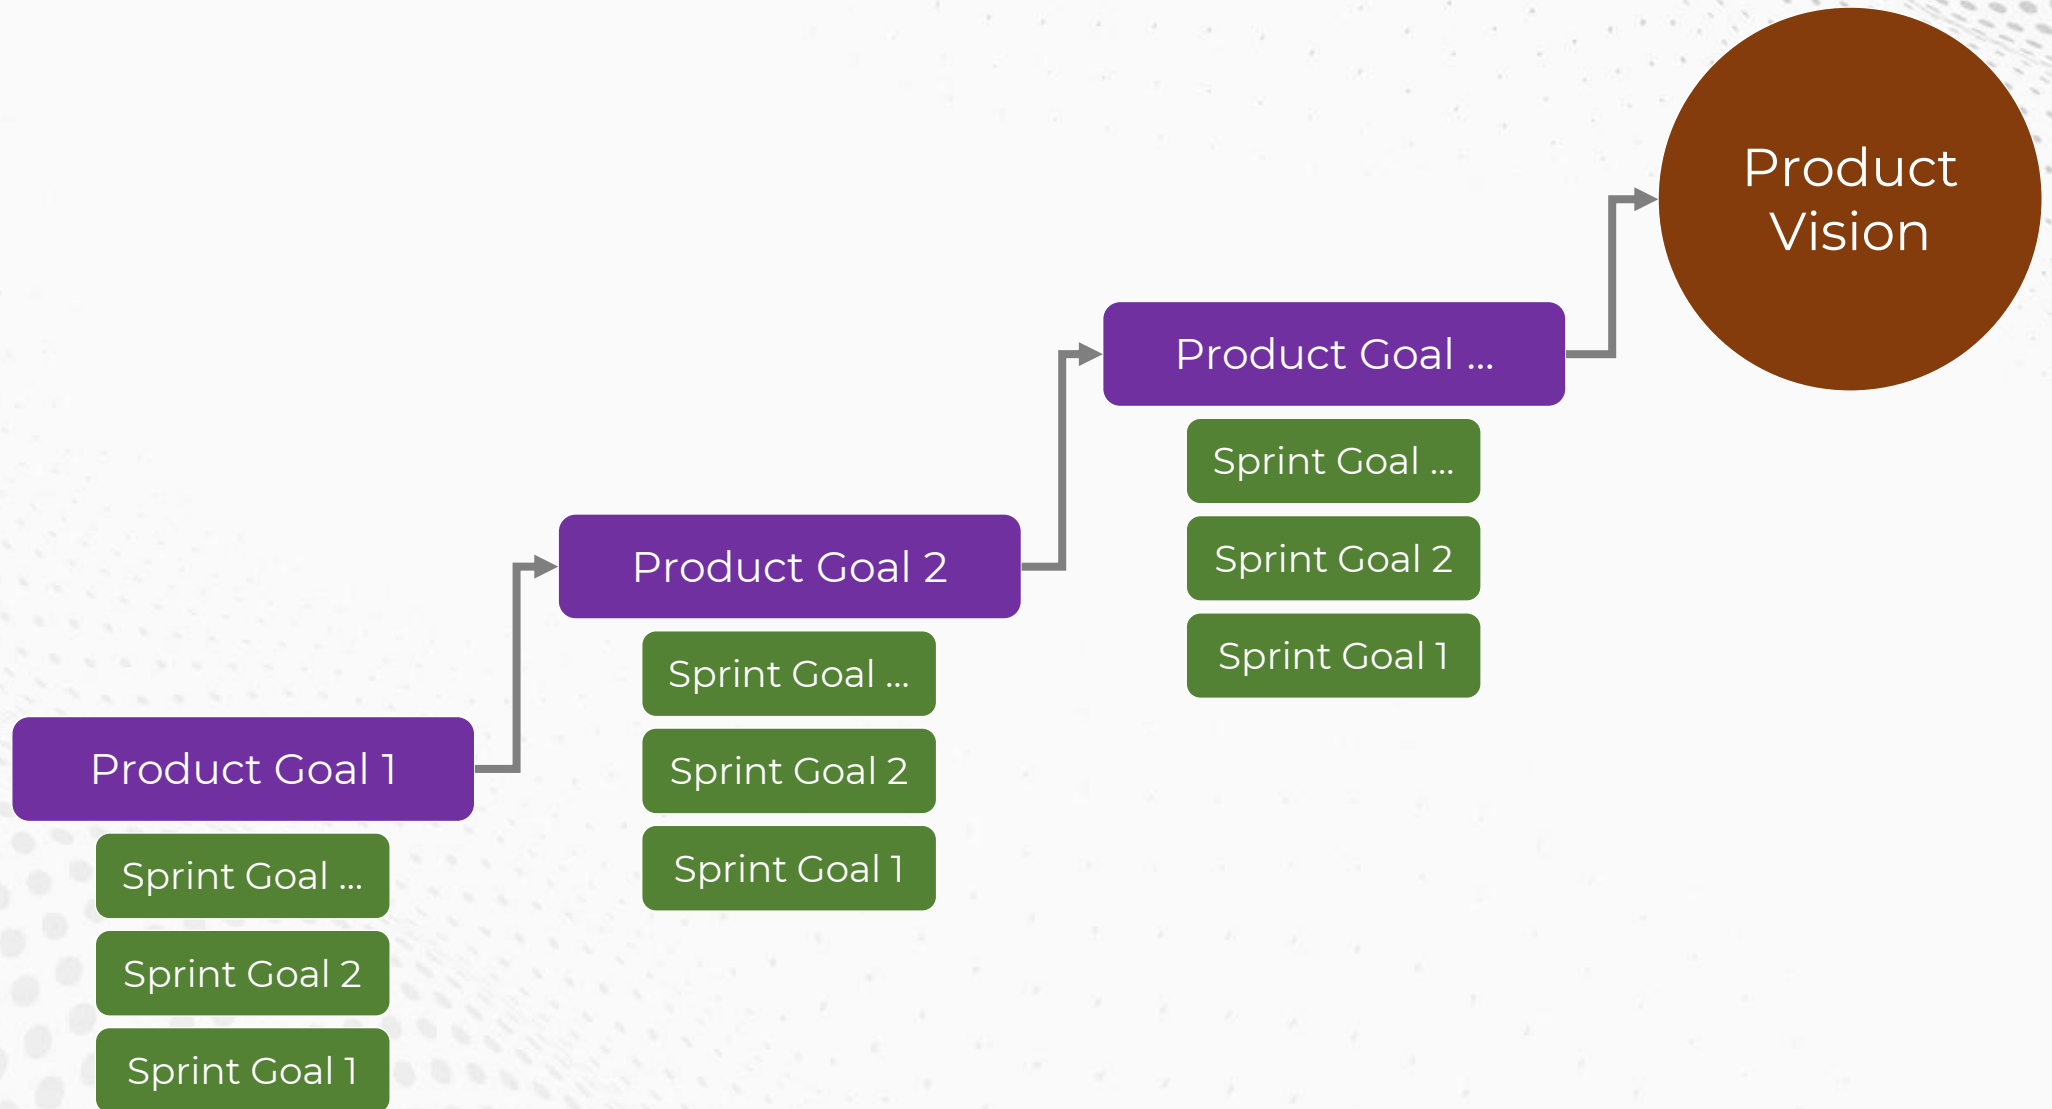 Product
Vision
Product Goal ...
Sprint Goal ...
Sprint Goal 2
Sprint Goal 1
Product Goal 2
Sprint Goal ...
Sprint Goal 2
Sprint Goal 1
Product Goal 1
Sprint Goal ...
Sprint Goal 2
Sprint Goal 1